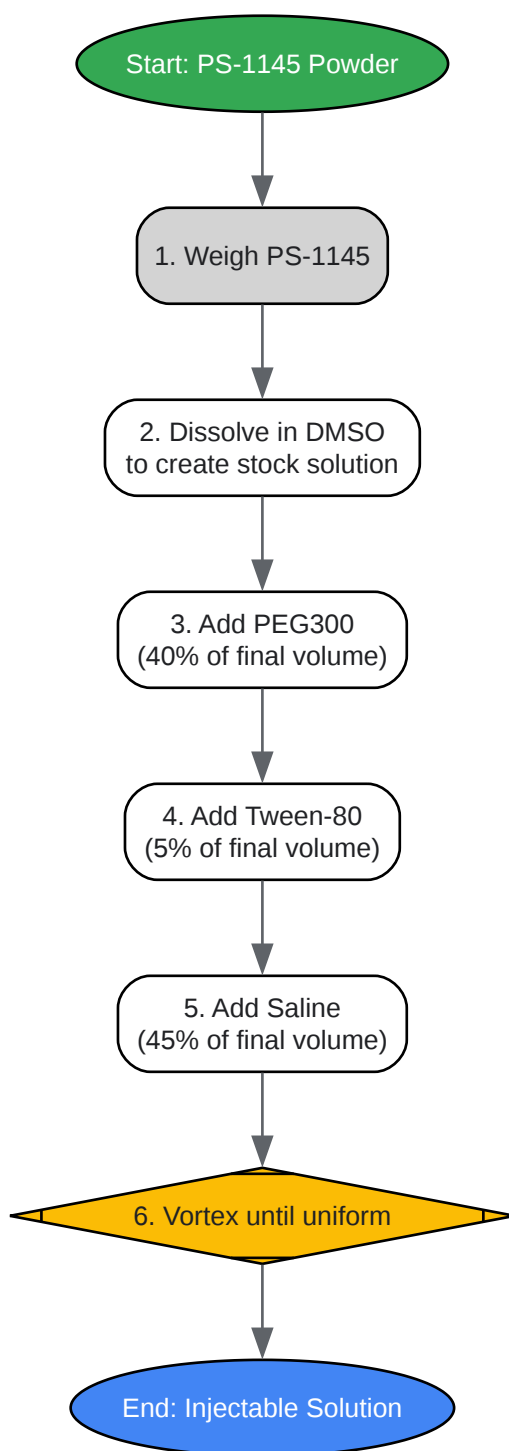 Start: PS-1145 Powder
1. Weigh PS-1145
2. Dissolve in DMSO
to create stock solution
3. Add PEG300
(40% of final volume)
4. Add Tween-80
(5% of final volume)
5. Add Saline
(45% of final volume)
6. Vortex until uniform
End: Injectable Solution